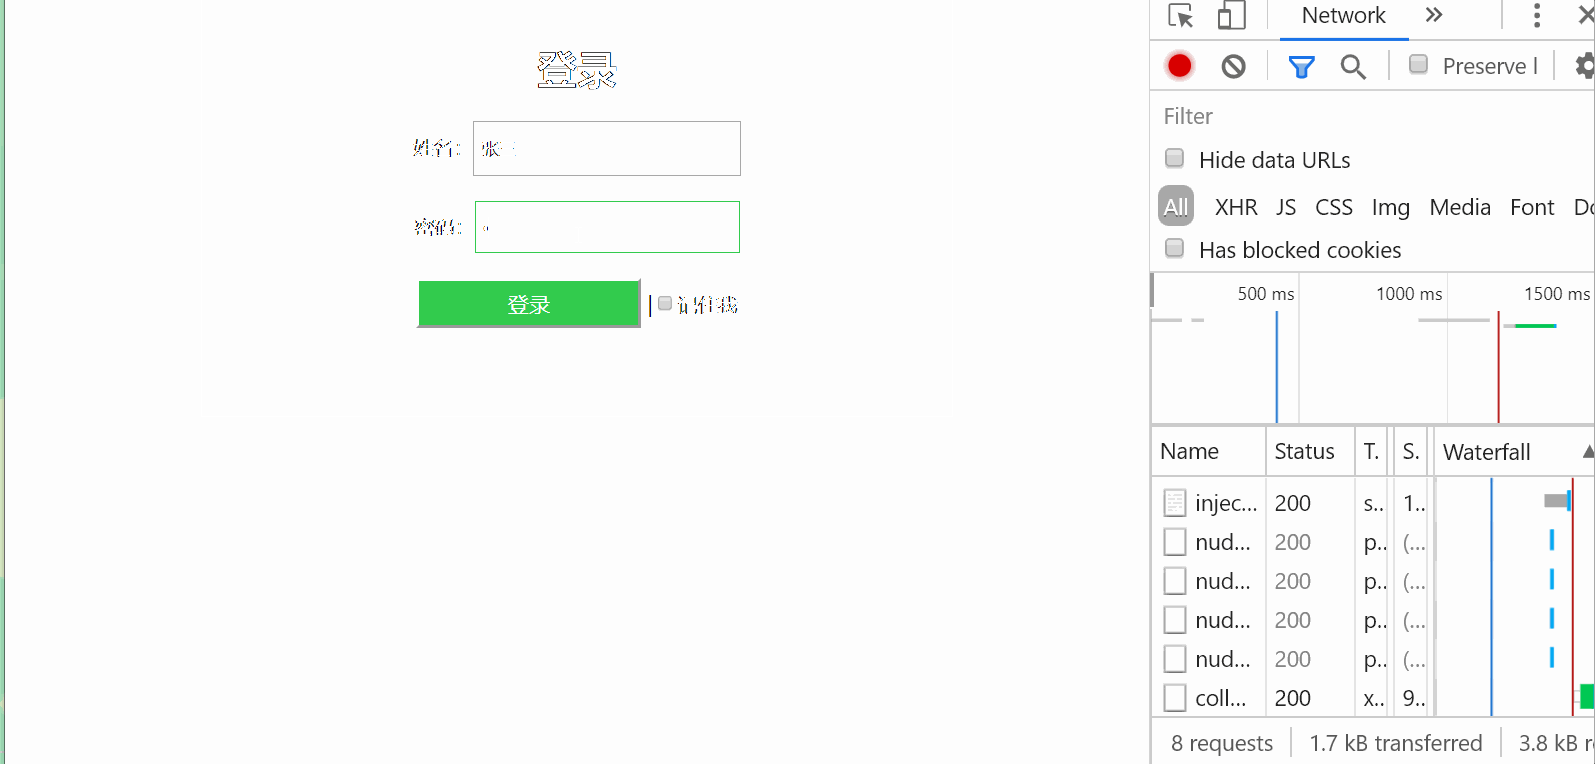 登录
姓名:
张
密码:
登录
记住我
Network
Preserve l
Filter
Hide data URLs
All XHR JS CSS Img Media Font
Has blocked cookies
500 ms 1000 ms 1500 ms
Name Status T. S. Waterfall
injec... 200 s.. 1..
nud... 200 p.. (...
nud... 200 p.. (...
nud... 200 p.. (...
nud... 200 p.. (...
coll... 200 x.. 9..
8 requests 1.7 kB transferred 3.8 kB